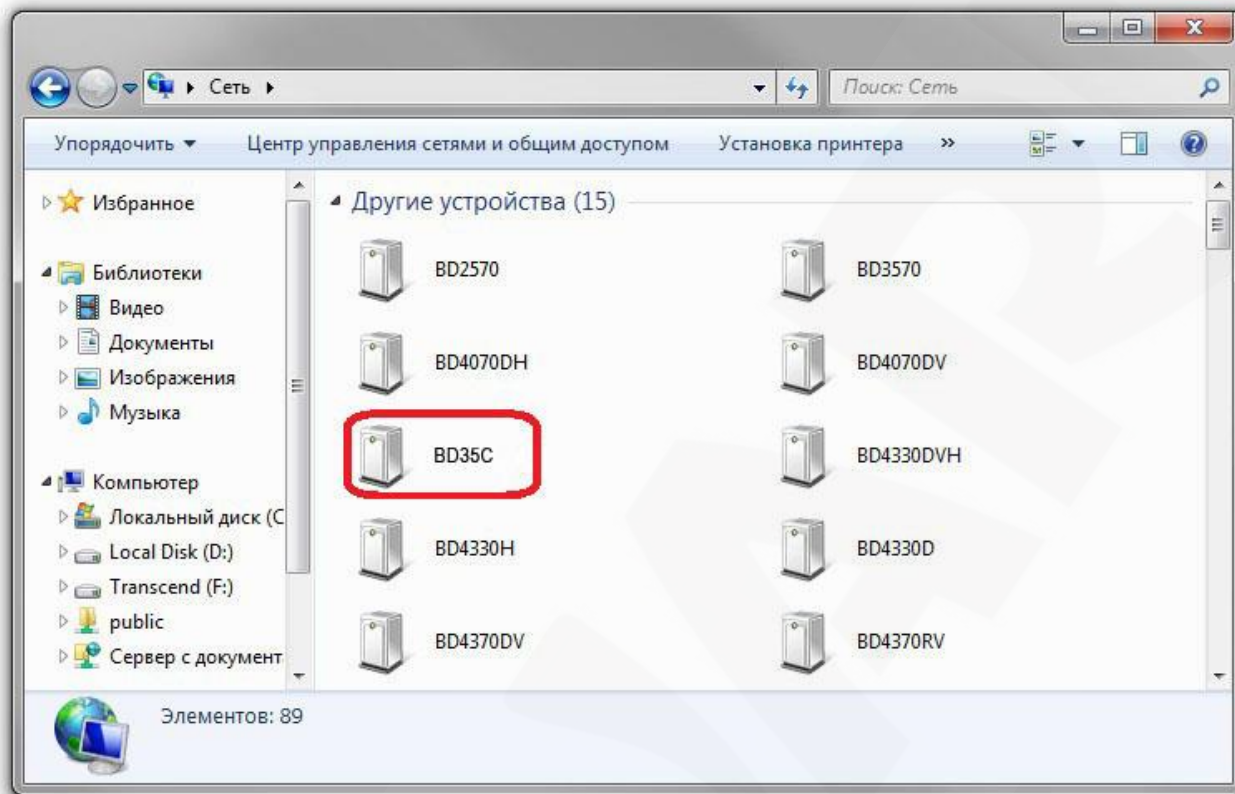 Сеть
Поиск: Сеть
Упорядочить Центр управления сетями и общим доступом Установка принтера »
Избранное
Библиотеки
Видео
Документы
Изображения
Музыка
Компьютер
Локальный диск (C
Local Disk (D:)
Transcend (F:)
public
Сервер с документ
Другие устройства (15)
BD2570 BD3570
BD4070DH BD4070DV
BD35C BD4330DVH
BD4330H BD4330D
BD4370DV BD4370RV
Элементов: 89